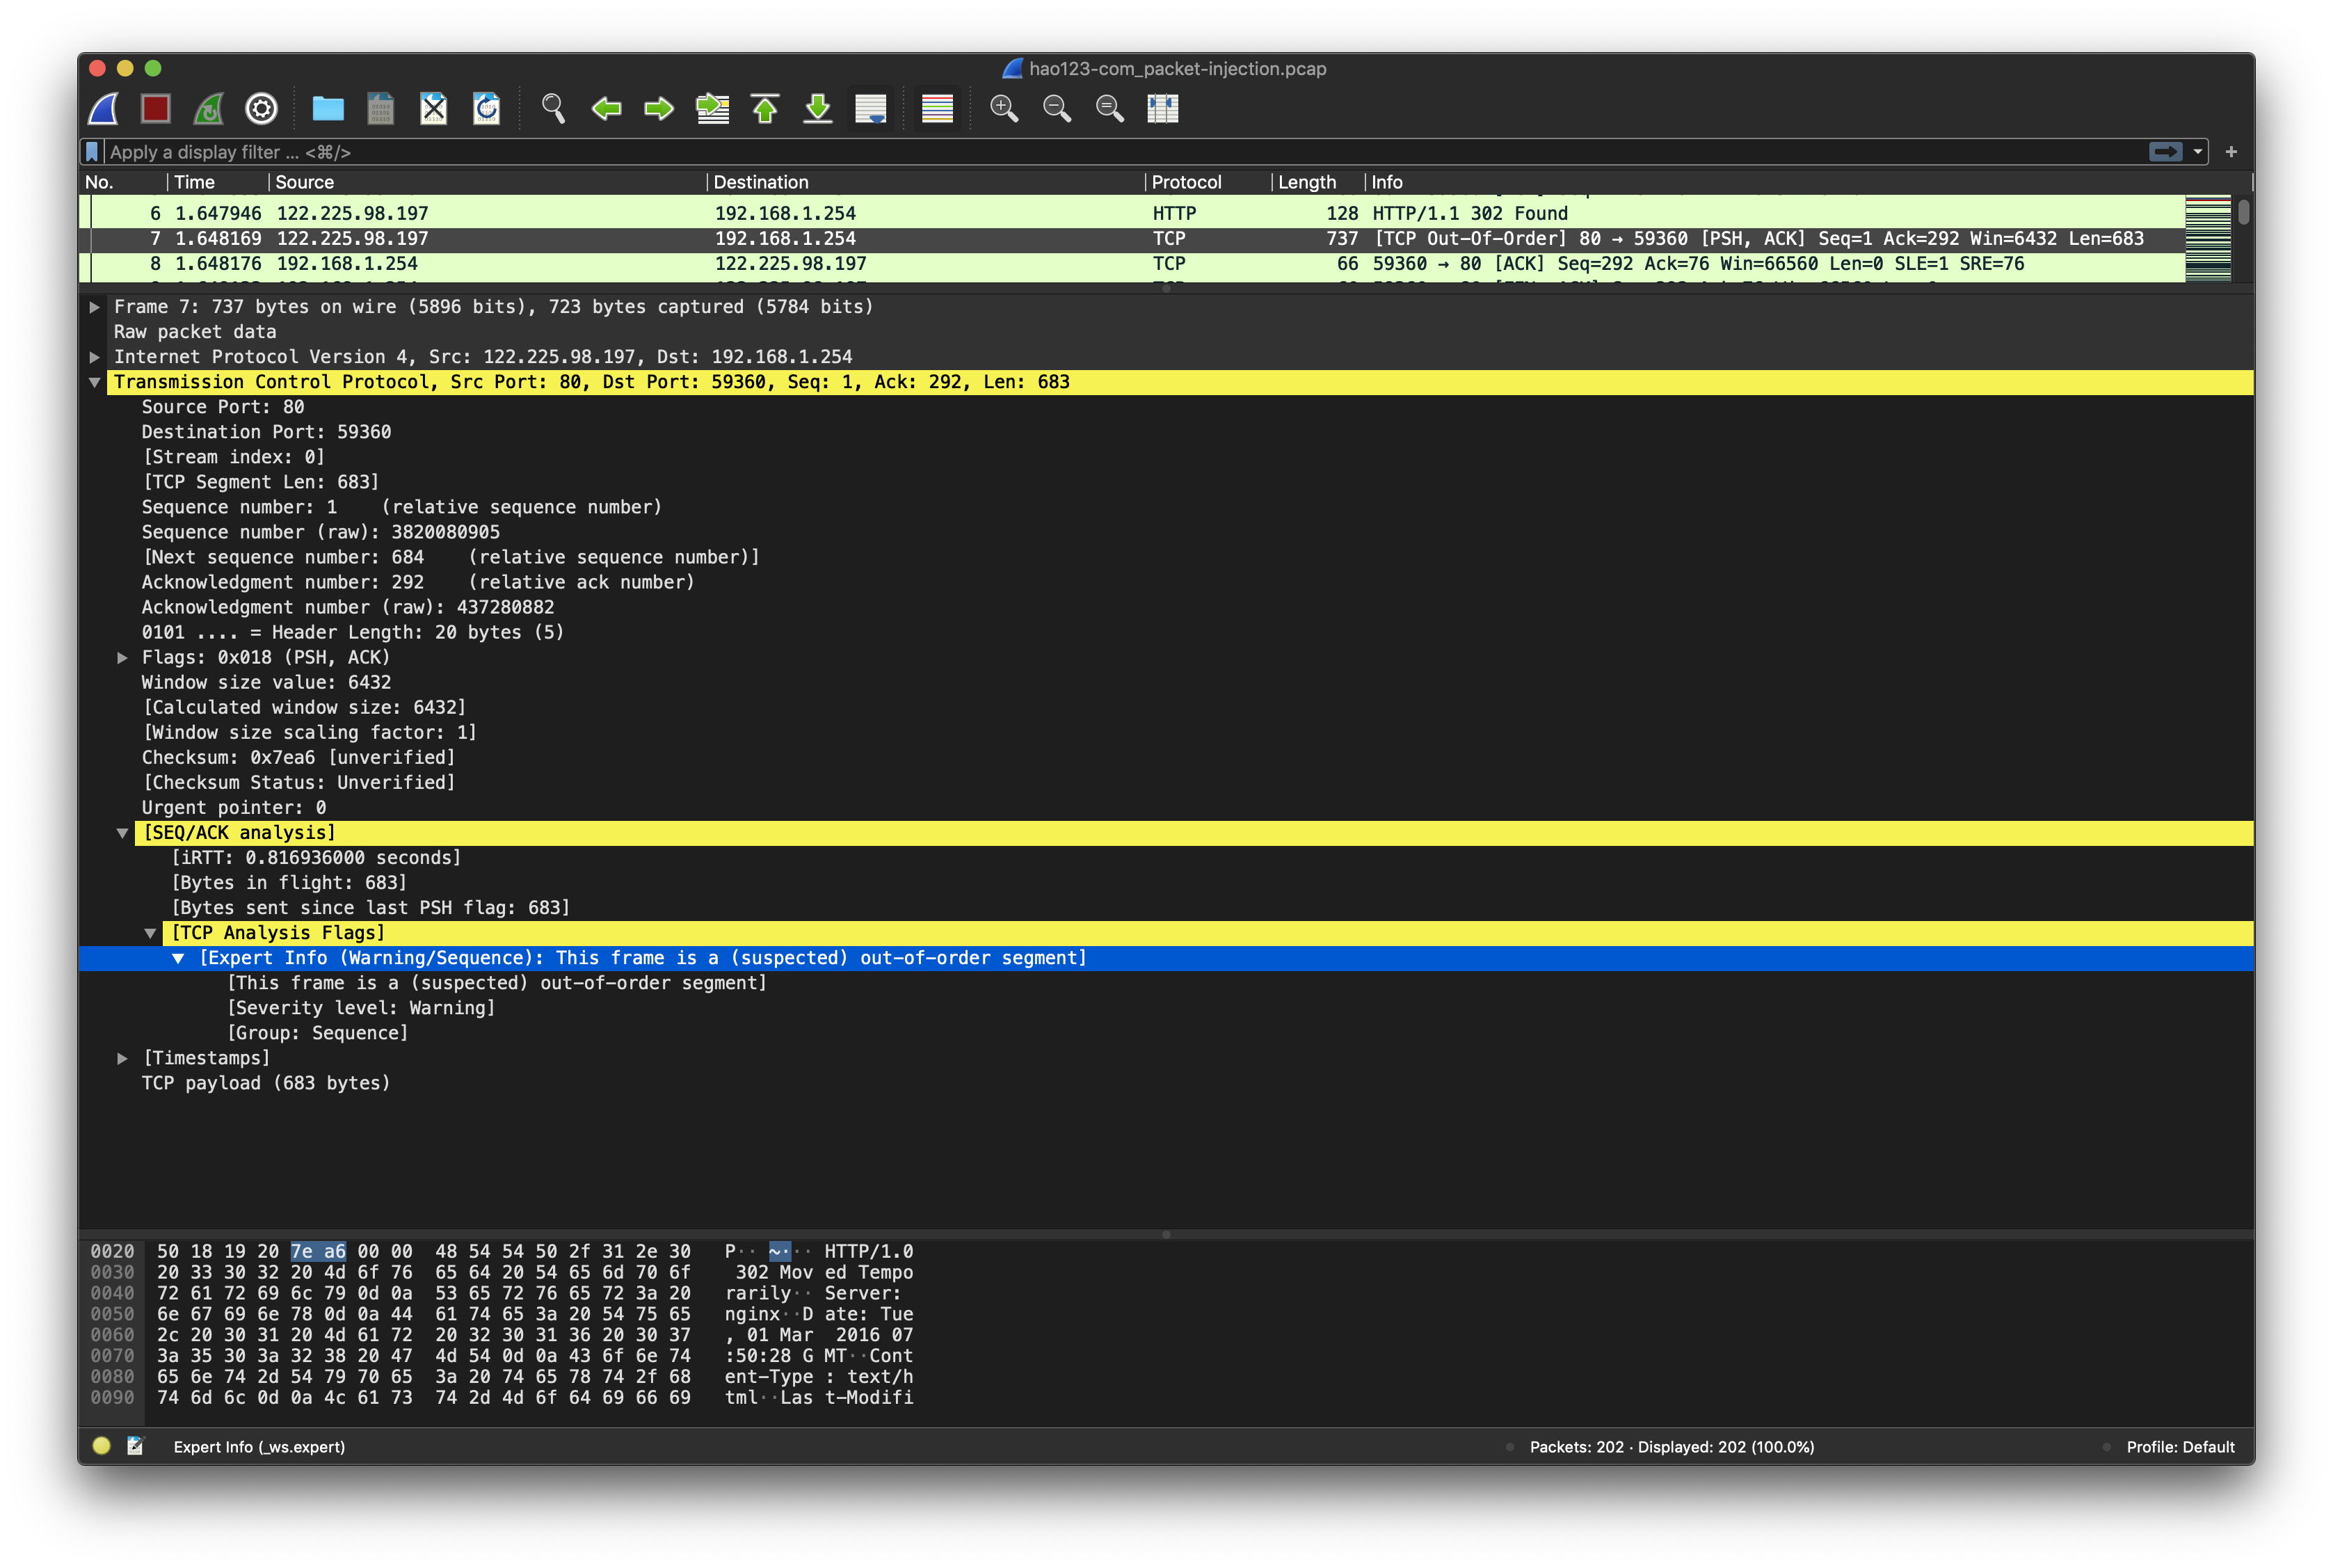 hao123-com_packet-injection.pcap
Apply a display filter ... <⌘/>
No. Time Source Destination Protocol Length Info
6 1.647946 122.225.98.197 192.168.1.254 HTTP 128 HTTP/1.1 302 Found
7 1.648169 122.225.98.197 192.168.1.254 TCP 737 [TCP Out-Of-Order] 80 → 59360 [PSH, ACK] Seq=1 Ack=292 Win=6432 Len=683
8 1.648176 192.168.1.254 122.225.98.197 TCP 66 59360 → 80 [ACK] Seq=292 Ack=76 Win=66560 Len=0 SLE=1 SRE=76
Frame 7: 737 bytes on wire (5896 bits), 723 bytes captured (5784 bits)
Raw packet data
Internet Protocol Version 4, Src: 122.225.98.197, Dst: 192.168.1.254
Transmission Control Protocol, Src Port: 80, Dst Port: 59360, Seq: 1, Ack: 292, Len: 683
Source Port: 80
Destination Port: 59360
[Stream index: 0]
[TCP Segment Len: 683]
Sequence number: 1 (relative sequence number)
Sequence number (raw): 3820080905
[Next sequence number: 684 (relative sequence number)]
Acknowledgment number: 292 (relative ack number)
Acknowledgment number (raw): 437280882
0101 .... = Header Length: 20 bytes (5)
Flags: 0x018 (PSH, ACK)
Window size value: 6432
[Calculated window size: 6432]
[Window size scaling factor: 1]
Checksum: 0x7ea6 [unverified]
[Checksum Status: Unverified]
Urgent pointer: 0
[SEQ/ACK analysis]
[iRTT: 0.816936000 seconds]
[Bytes in flight: 683]
[Bytes sent since last PSH flag: 683]
[TCP Analysis Flags]
[Expert Info (Warning/Sequence): This frame is a (suspected) out-of-order segment]
[This frame is a (suspected) out-of-order segment]
[Severity level: Warning]
[Group: Sequence]
[Timestamps]
TCP payload (683 bytes)
0020 50 18 19 20 7e a6 00 00 48 54 54 50 2f 31 2e 30 P·· ~··· HTTP/1.0
0030 20 33 30 32 20 4d 6f 76 65 64 20 54 65 6d 70 6f 302 Mov ed Tempo
0040 72 61 72 69 6c 79 0d 0a 53 65 72 76 65 72 3a 20 rarily·· Server:
0050 6e 67 69 6e 78 0d 0a 44 61 74 65 3a 20 54 75 65 nginx··D ate: Tue
0060 2c 20 30 31 20 4d 61 72 20 32 30 31 36 20 30 37 , 01 Mar 2016 07
0070 3a 35 30 3a 32 38 20 47 4d 54 0d 0a 43 6f 6e 74 :50:28 G MT··Cont
0080 65 6e 74 2d 54 79 70 65 3a 20 74 65 78 74 2f 68 ent-Type : text/h
0090 74 6d 6c 0d 0a 4c 61 73 74 2d 4d 6f 64 69 66 69 tml··Las t-Modifi
Expert Info (_ws.expert) Packets: 202 · Displayed: 202 (100.0%) Profile: Default